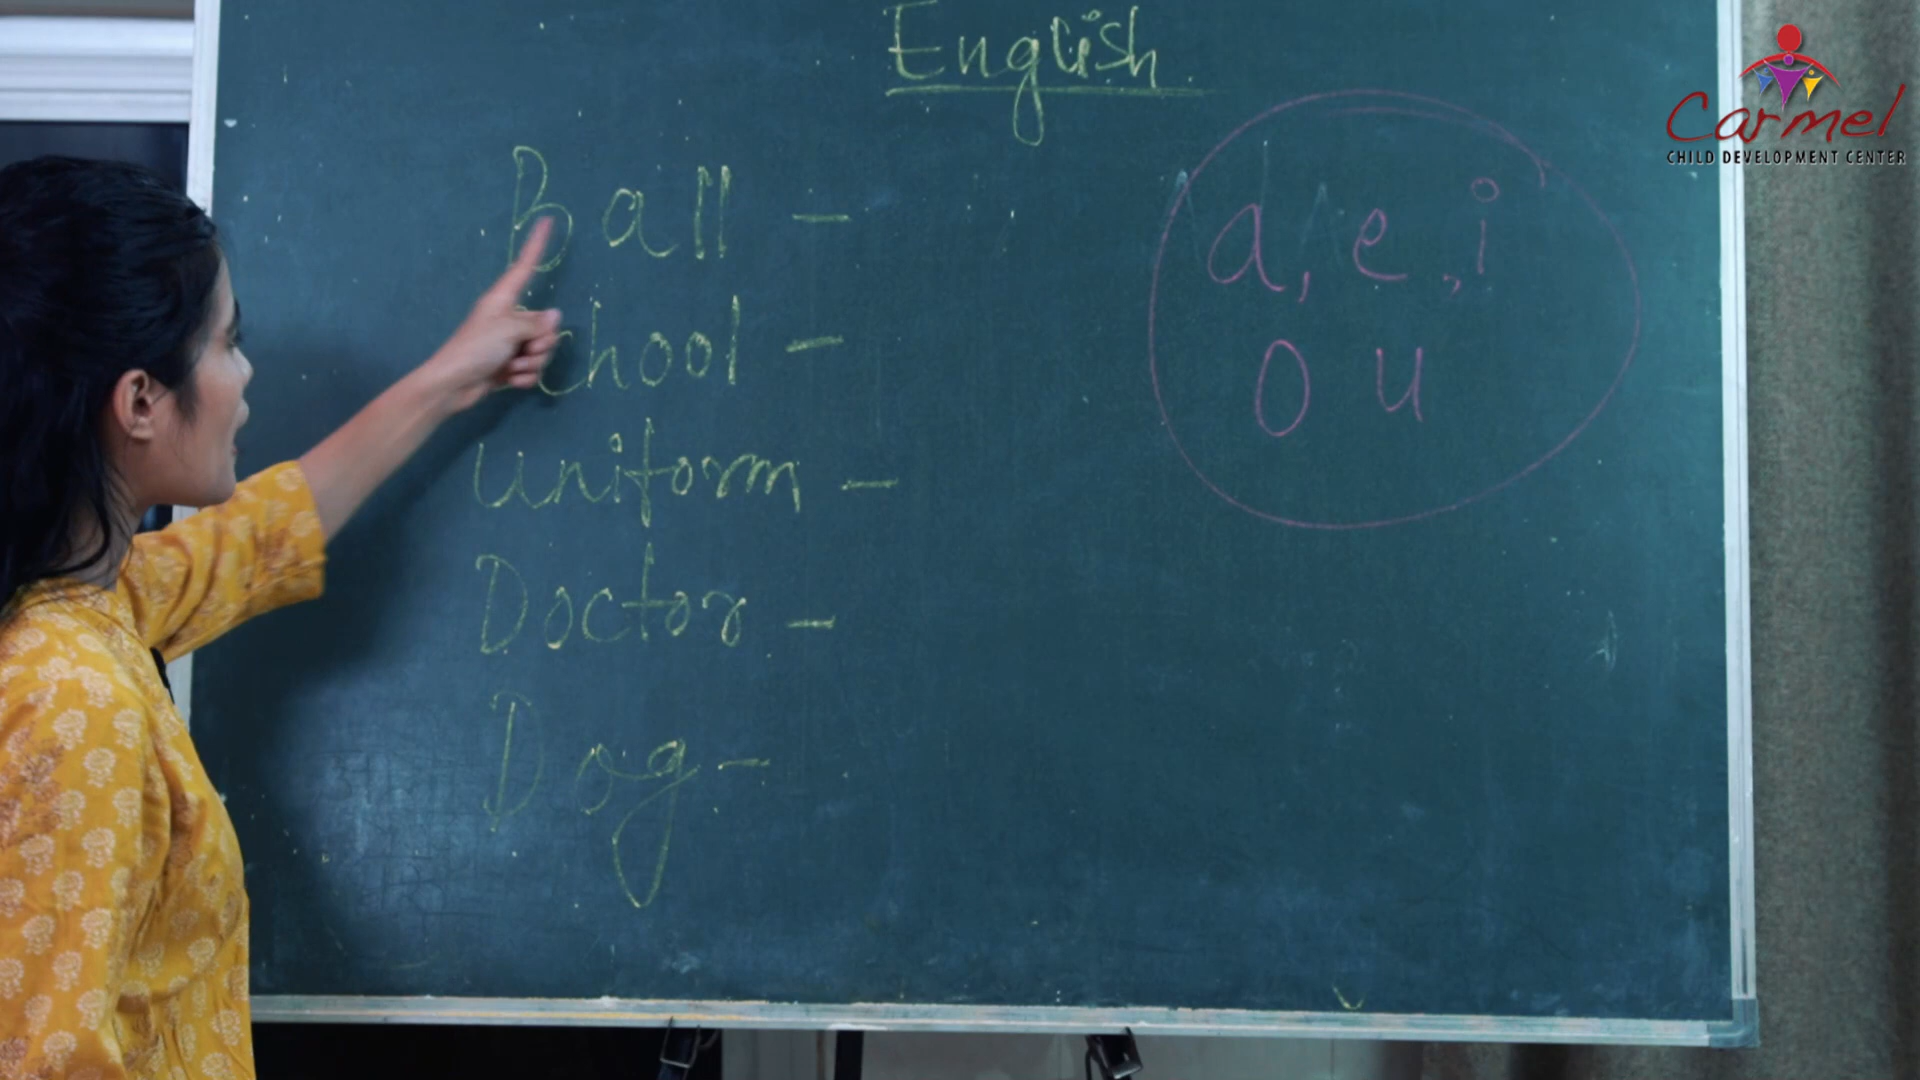 English
Ball -
School -
uniform -
Doctor -
Dog -
a, e, i
o u
Carmel
CHILD DEVELOPMENT CENTER